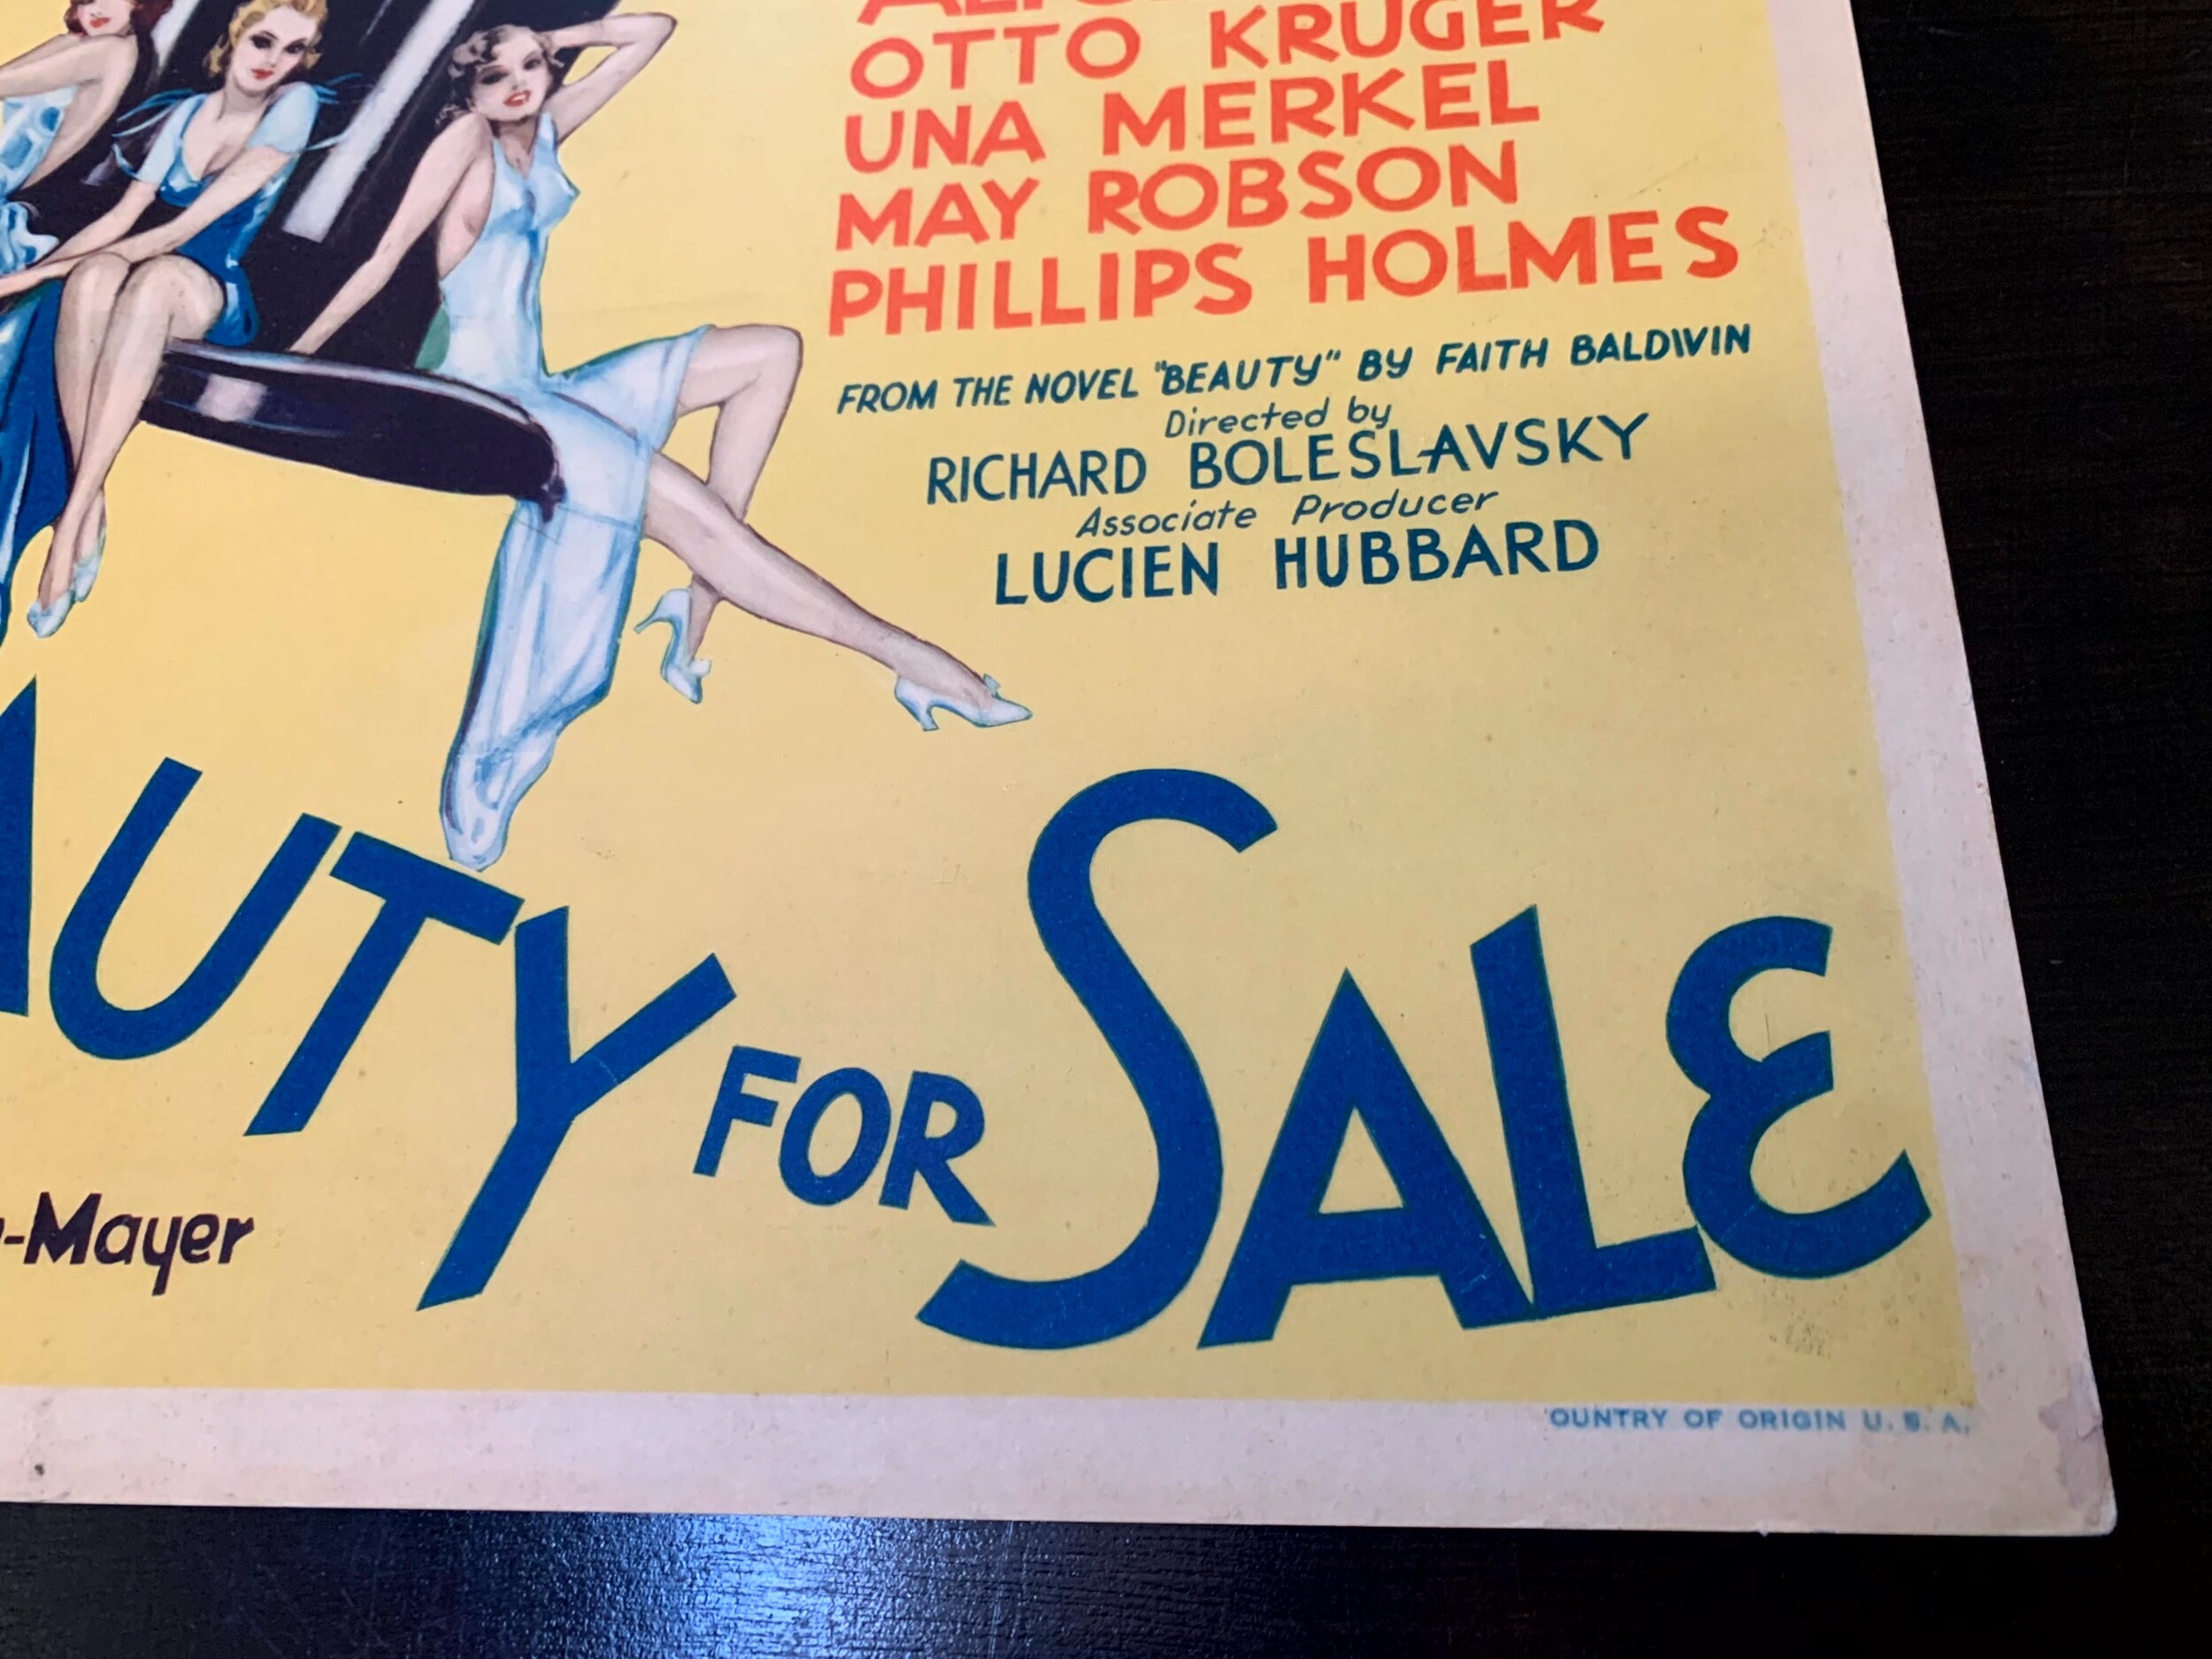 OTTO KRUGER
UNA MERKEL
MAY ROBSON
PHILLIPS HOLMES
FROM THE NOVEL "BEAUTY" BY FAITH BALDWIN
Directed by
RICHARD BOLESLAVSKY
Associate Producer
LUCIEN HUBBARD
AUTY FOR SALE
-Mayer
OUNTRY OF ORIGIN U. S. A.